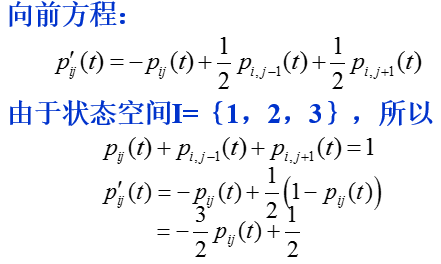 向前方程：
p′ij(t) = −pij(t) + 1/2 pi,j−1(t) + 1/2 pi,j+1(t)
由于状态空间I=｛1，2，3｝，所以
pij(t) + pi,j−1(t) + pi,j+1(t) = 1
p′ij(t) = −pij(t) + 1/2 (1 − pij(t))
= −3/2 pij(t) + 1/2